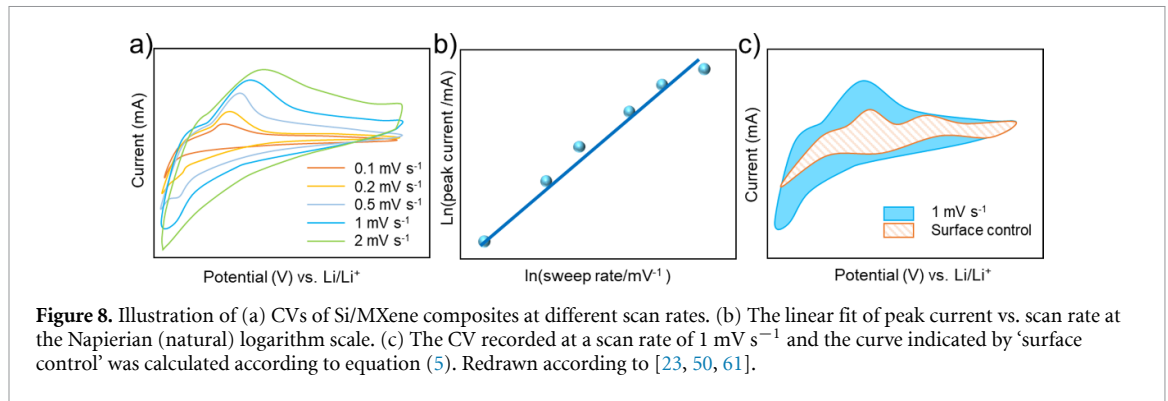 a)
Current (mA)
0.1 mV s⁻¹
0.2 mV s⁻¹
0.5 mV s⁻¹
1 mV s⁻¹
2 mV s⁻¹
Potential (V) vs. Li/Li⁺
b)
Ln(peak current /mA)
ln(sweep rate/mV⁻¹)
c)
Current (mA)
1 mV s⁻¹
Surface control
Potential (V) vs. Li/Li⁺
Figure 8. Illustration of (a) CVs of Si/MXene composites at different scan rates. (b) The linear fit of peak current vs. scan rate at
the Napierian (natural) logarithm scale. (c) The CV recorded at a scan rate of 1 mV s⁻¹ and the curve indicated by ‘surface
control’ was calculated according to equation (5). Redrawn according to [23, 50, 61].